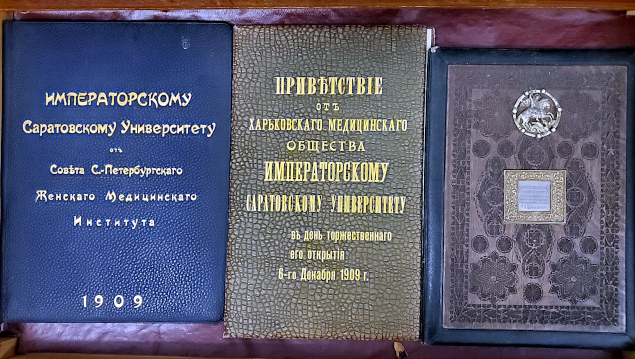 ИМПЕРАТОРСКОМУ
Саратовскому Университету
отъ
Совѣта С.-Петербургскаго
Женскаго Медицинскаго
Института
1909
ПРИВѢТСТВІЕ
ОТЪ
ХАРЬКОВСКАГО МЕДИЦИНСКАГО
ОБЩЕСТВА
ИМПЕРАТОРСКОМУ
САРАТОВСКОМУ УНИВЕРСИТЕТУ
въ день торжественнаго
его открытія
6-го Декабря 1909 г.